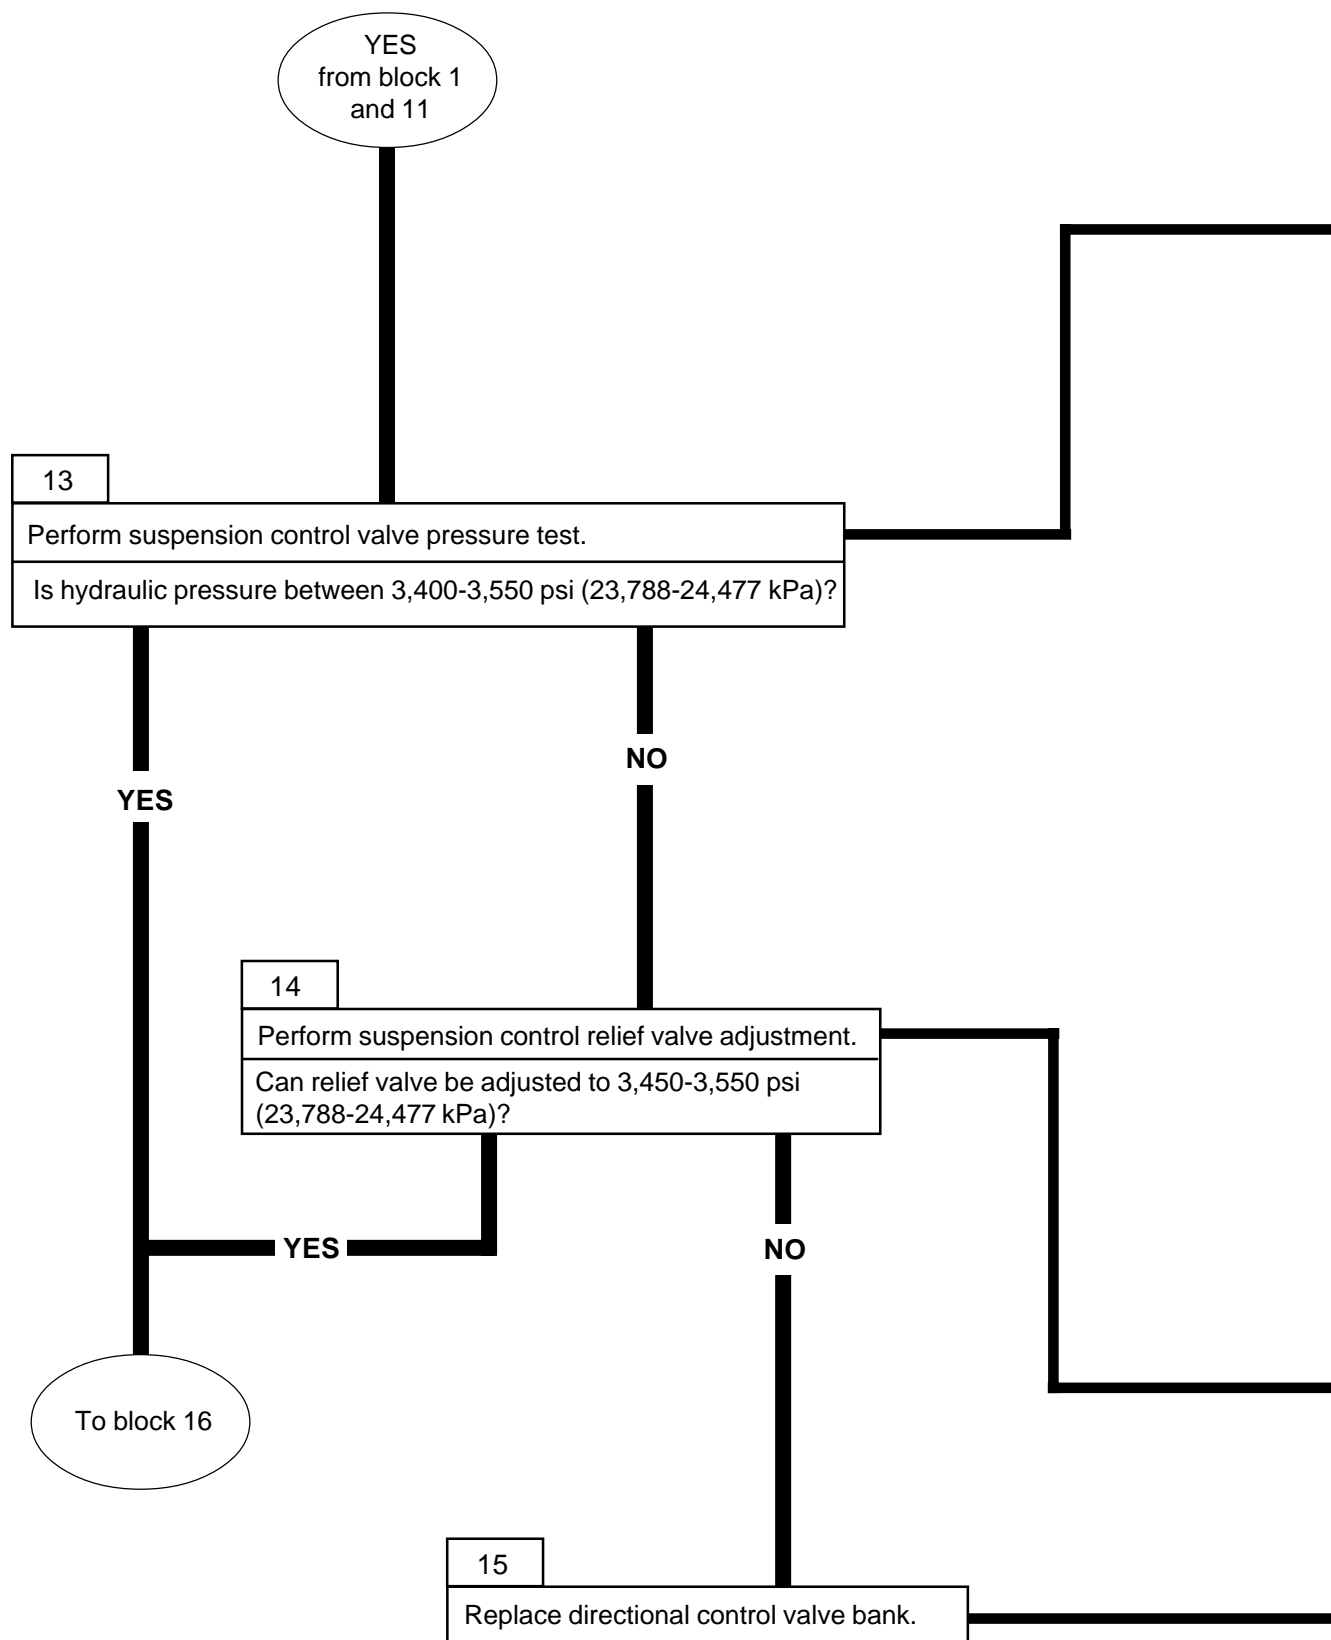 YES
from block 1
and 11
13
Perform suspension control valve pressure test.
Is hydraulic pressure between 3,400-3,550 psi (23,788-24,477 kPa)?
NO
YES
14
Perform suspension control relief valve adjustment.
Can relief valve be adjusted to 3,450-3,550 psi
(23,788-24,477 kPa)?
YES
NO
To block 16
15
Replace directional control valve bank.